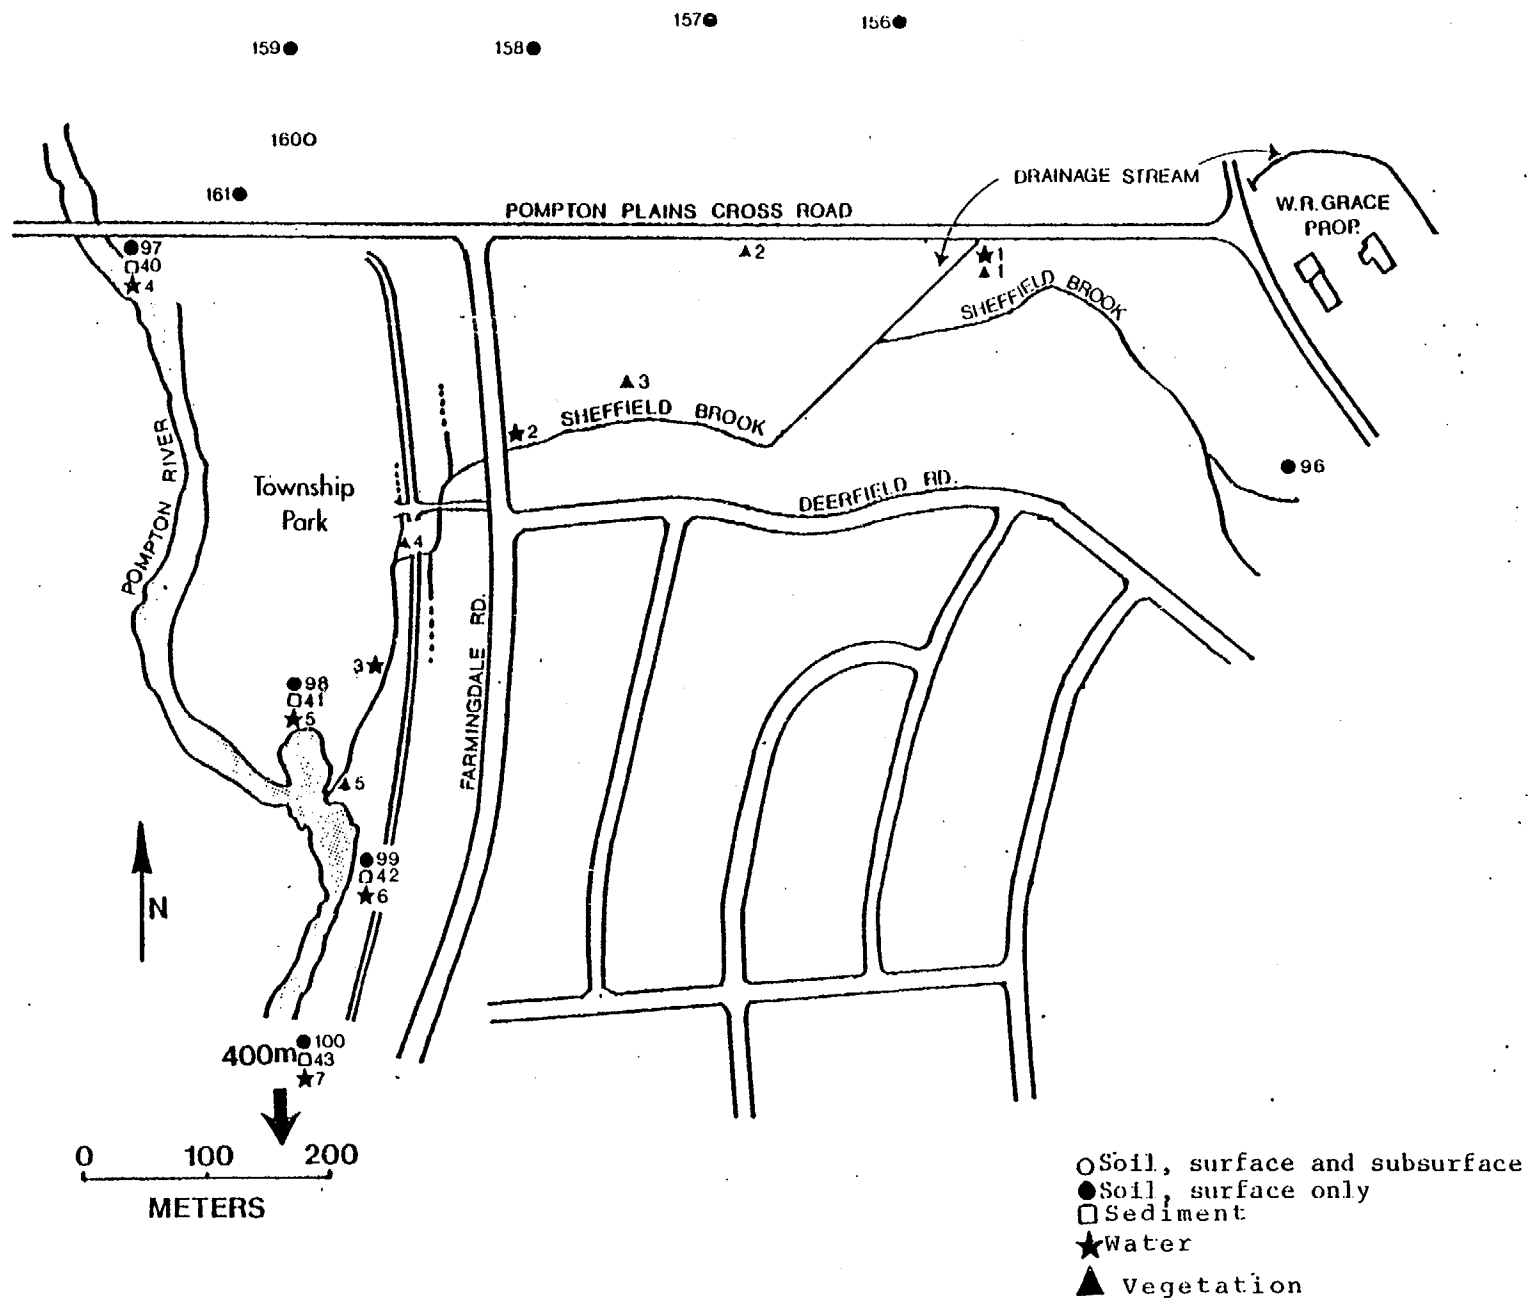 157
156
159
158
160
161
DRAINAGE STREAM
W.R.GRACE
PROP.
POMPTON PLAINS CROSS ROAD
97
40
4
2
1
1
SHEFFIELD BROOK
3
2
SHEFFIELD BROOK
96
POMPTON RIVER
Township
Park
DEERFIELD RD.
4
FARMINGDALE RD.
3
98
41
5
5
99
42
6
N
100
400m 43
7
0 100 200
METERS
Soil, surface and subsurface
Soil, surface only
Sediment
Water
Vegetation